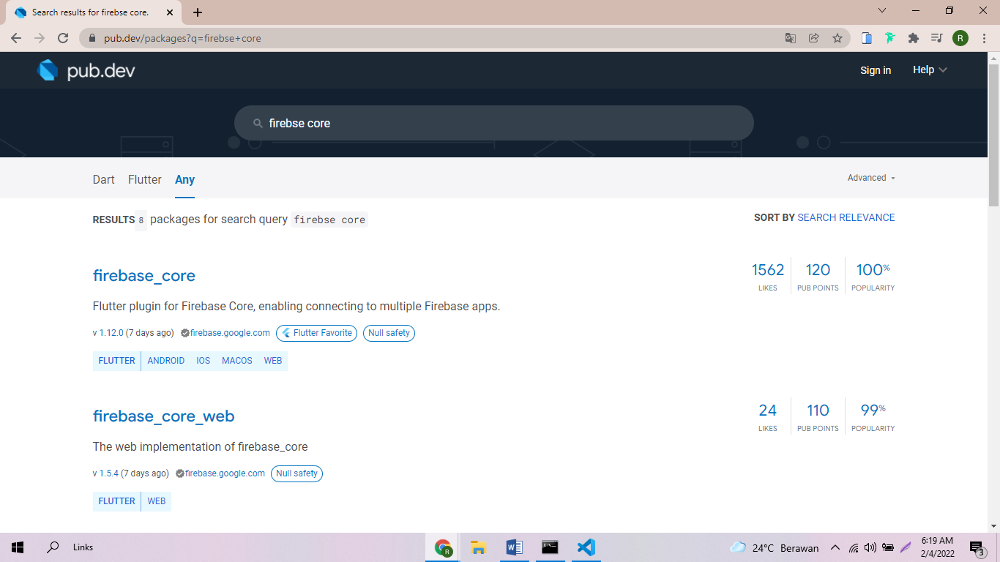 Search results for firebse core.
pub.dev/packages?q=firebse+core
R
pub.dev
Sign in
Help
firebse core
Dart Flutter Any
Advanced
RESULTS 8 packages for search query firebse core
SORT BY SEARCH RELEVANCE
firebase_core
1562 120 100%
LIKES PUB POINTS POPULARITY
Flutter plugin for Firebase Core, enabling connecting to multiple Firebase apps.
v 1.12.0 (7 days ago) firebase.google.com Flutter Favorite Null safety
FLUTTER ANDROID IOS MACOS WEB
firebase_core_web
24 110 99%
LIKES PUB POINTS POPULARITY
The web implementation of firebase_core
v 1.5.4 (7 days ago) firebase.google.com Null safety
FLUTTER WEB
Links
R
W
C:\.
24°C Berawan
6:19 AM
2/4/2022
3